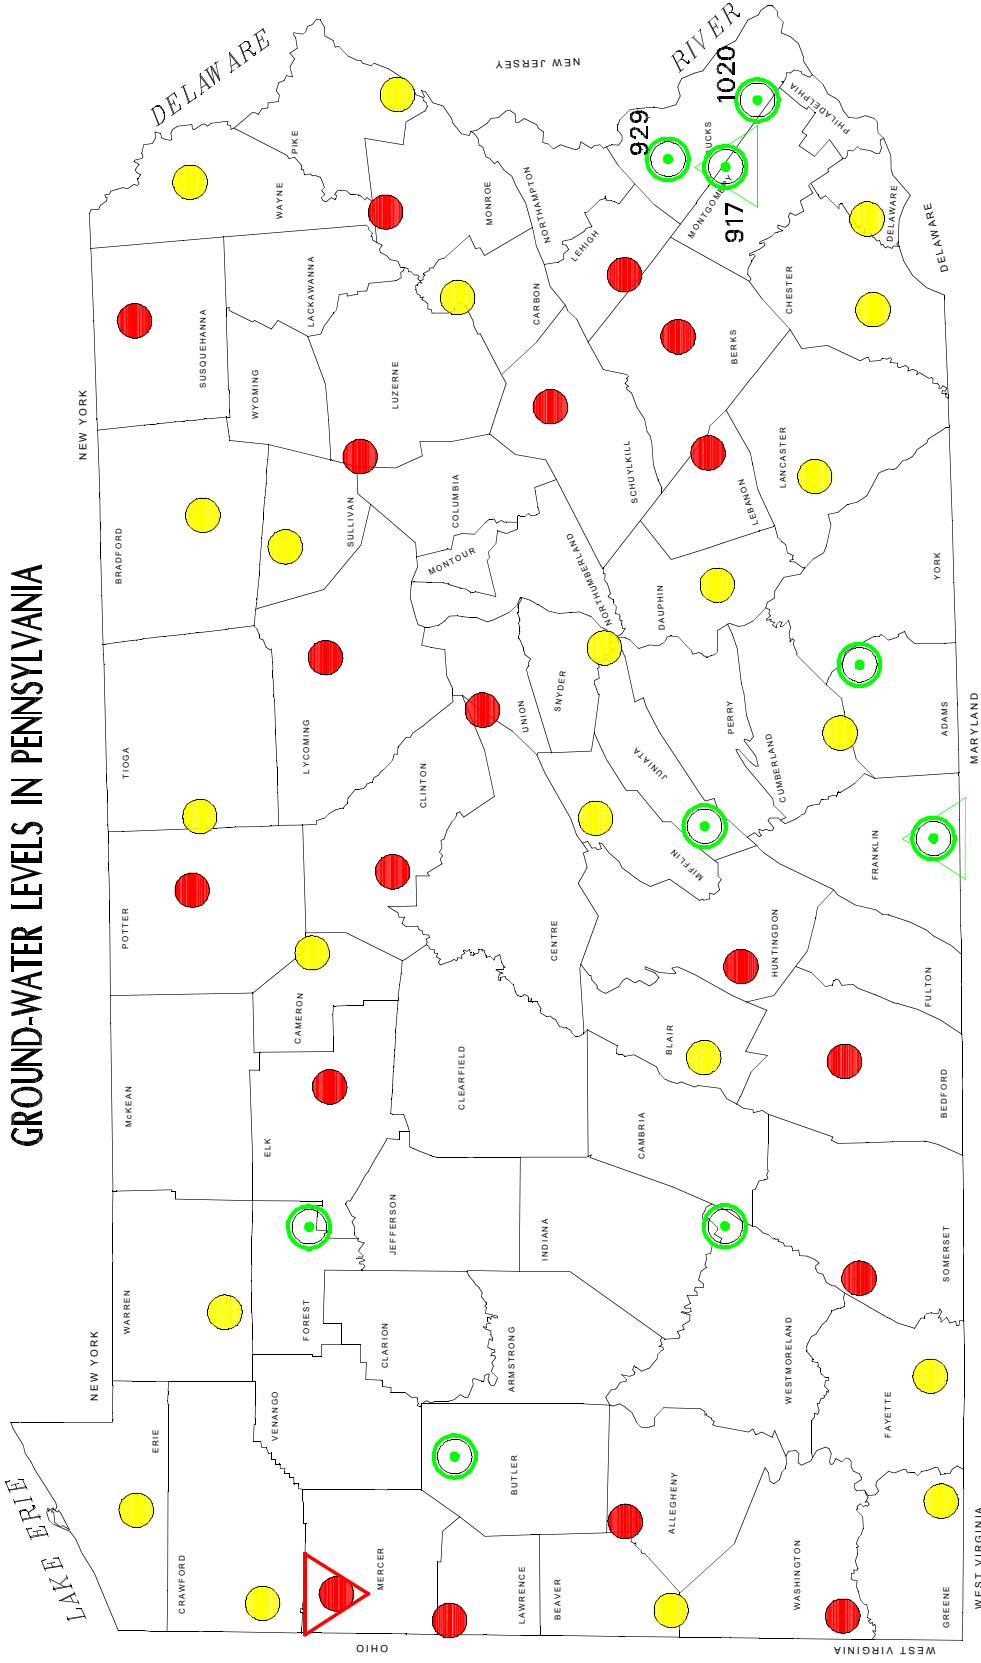 GROUND-WATER LEVELS IN PENNSYLVANIA
LAKE ERIE
NEW YORK
NEW YORK
DELAWARE
RIVER
NEW JERSEY
ERIE
CRAWFORD
WARREN
McKEAN
POTTER
TIOGA
BRADFORD
SUSQUEHANNA
WAYNE
PIKE
WYOMING
LACKAWANNA
MERCER
VENANGO
FOREST
ELK
CAMERON
CLINTON
LYCOMING
SULLIVAN
LUZERNE
MONROE
COLUMBIA
MONTOUR
CARBON
NORTHAMPTON
LAWRENCE
BUTLER
CLARION
JEFFERSON
CLEARFIELD
CENTRE
UNION
SNYDER
NORTHUMBERLAND
SCHUYLKILL
LEHIGH
929
BEAVER
ARMSTRONG
INDIANA
ALLEGHENY
CAMBRIA
BLAIR
HUNTINGDON
MIFFLIN
JUNIATA
PERRY
DAUPHIN
LEBANON
BERKS
MONTGOMERY
917
BUCKS
1020
PHILADELPHIA
WASHINGTON
WESTMORELAND
CUMBERLAND
LANCASTER
CHESTER
DELAWARE
DELAWARE
GREENE
FAYETTE
SOMERSET
BEDFORD
FULTON
FRANKLIN
ADAMS
YORK
OHIO
WEST VIRGINIA
WEST VIRGINIA
MARYLAND